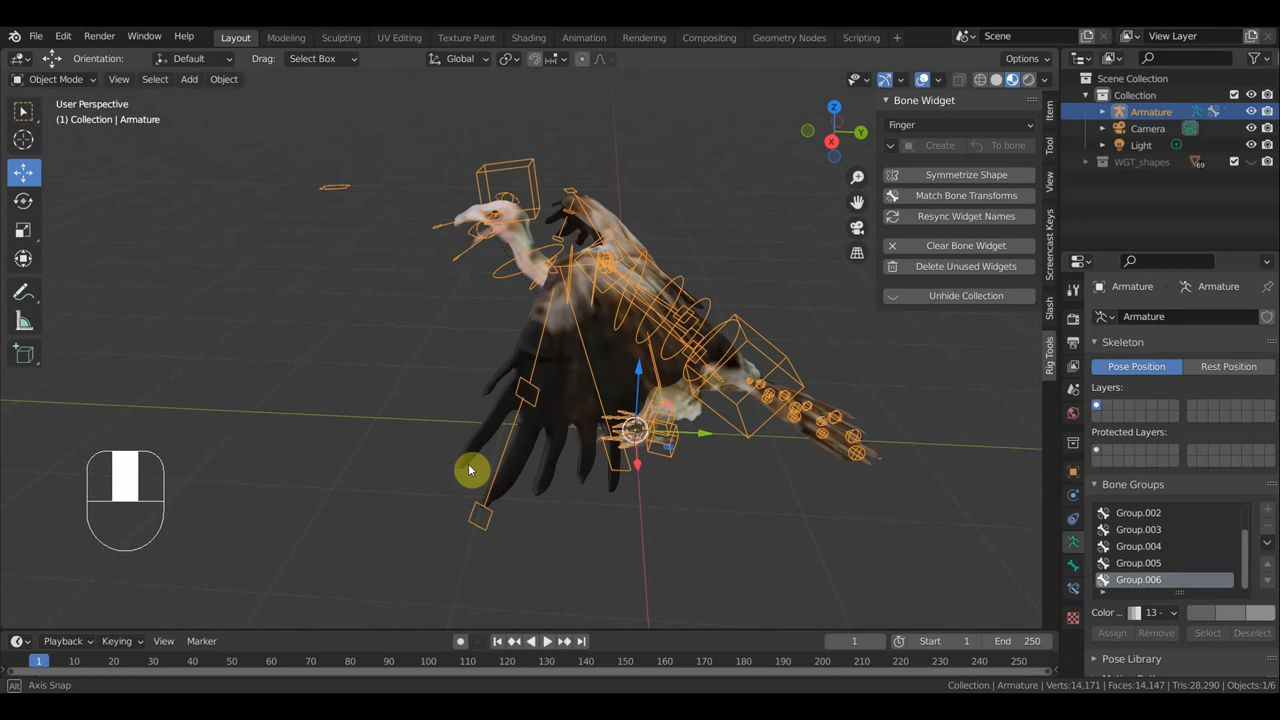 File Edit Render Window Help Layout Modeling Sculpting UV Editing Texture Paint Shading Animation Rendering Compositing Geometry Nodes Scripting + Scene View Layer
Orientation: Default Drag: Select Box Global Options
Object Mode View Select Add Object
User Perspective
(1) Collection | Armature
Z
Y
X
Bone Widget
Finger
Create To bone
Symmetrize Shape
Match Bone Transforms
Resync Widget Names
Clear Bone Widget
Delete Unused Widgets
Unhide Collection
Item
Tool
View
Screencast Keys
Slash
Rig Tools
Scene Collection
Collection
Armature
Camera
Light
WGT_shapes 69
Armature Armature
Armature
Skeleton
Pose Position Rest Position
Layers:
Protected Layers:
Bone Groups
Group.002
Group.003
Group.004
Group.005
Group.006
Color ... 13 -
Assign Remove Select Deselect
Pose Library
Playback Keying View Marker 1 Start 1 End 250
1 10 20 30 40 50 60 70 80 90 100 110 120 130 140 150 160 170 180 190 200 210 220 230 240 250
Alt Axis Snap Collection | Armature Verts:14,171 | Faces:14,147 | Tris:28,290 | Objects:1/6